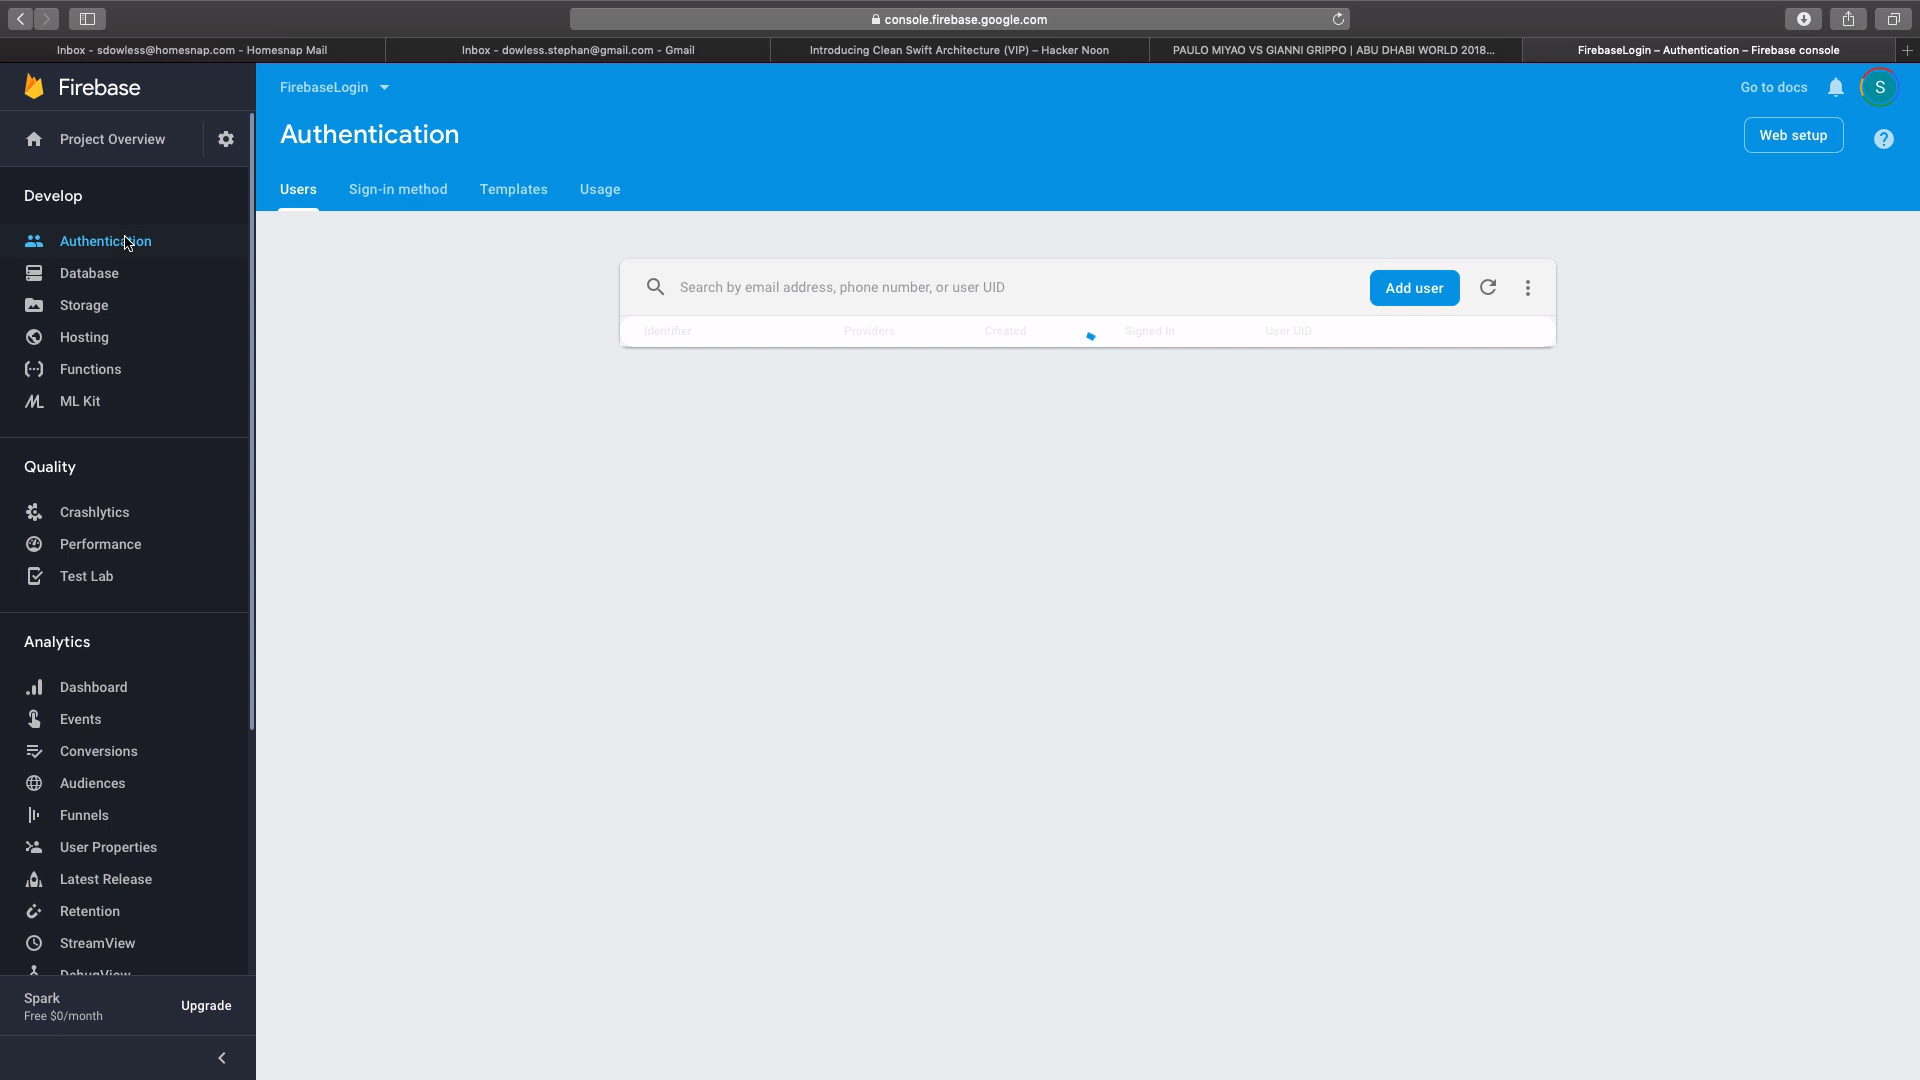 console.firebase.google.com
Inbox - sdowless@homesnap.com - Homesnap Mail
Inbox - dowless.stephan@gmail.com - Gmail
Introducing Clean Swift Architecture (VIP) – Hacker Noon
PAULO MIYAO VS GIANNI GRIPPO | ABU DHABI WORLD 2018...
FirebaseLogin – Authentication – Firebase console
Firebase
FirebaseLogin
Go to docs
S
Project Overview
Authentication
Web setup
Users
Sign-in method
Templates
Usage
Develop
Authentication
Database
Storage
Hosting
Functions
ML Kit
Search by email address, phone number, or user UID
Add user
Identifier
Providers
Created
Signed In
User UID
Quality
Crashlytics
Performance
Test Lab
Analytics
Dashboard
Events
Conversions
Audiences
Funnels
User Properties
Latest Release
Retention
StreamView
DebugView
Spark
Free $0/month
Upgrade